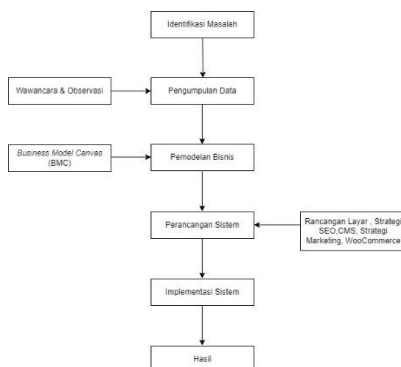 Identifikasi Masalah
Wawancara & Observasi
Pengumpulan Data
Business Model Canvas
(BMC)
Pemodelan Bisnis
Perancangan Sistem
Rancangan Layar , Strategi
SEO,CMS, Strategi
Marketing, WooCommerce
Implementasi Sistem
Hasil